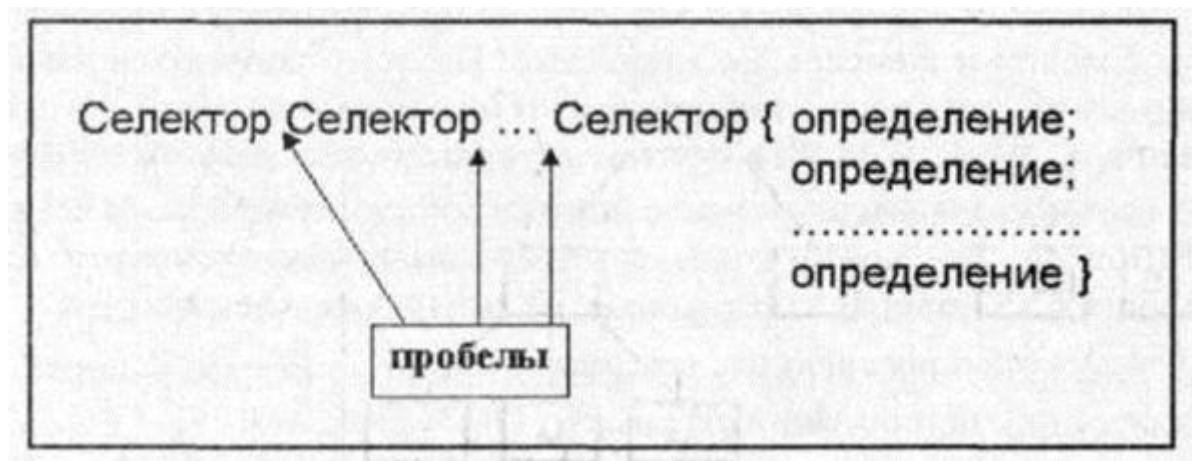 Селектор Селектор ... Селектор { определение;
определение;
.....................
определение }
пробелы